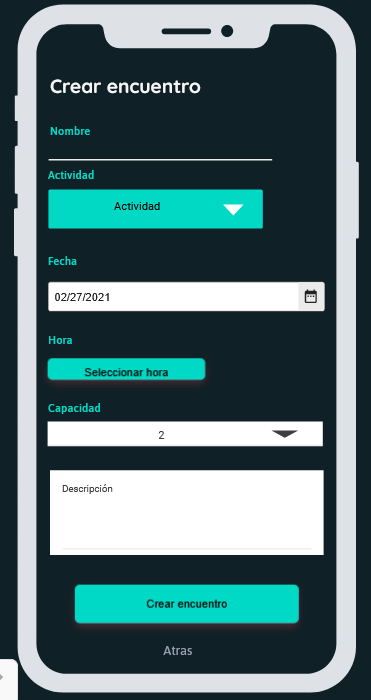 Crear encuentro
Nombre
Actividad
Actividad
Fecha
02/27/2021
Hora
Seleccionar hora
Capacidad
2
Descripción
Crear encuentro
Atras